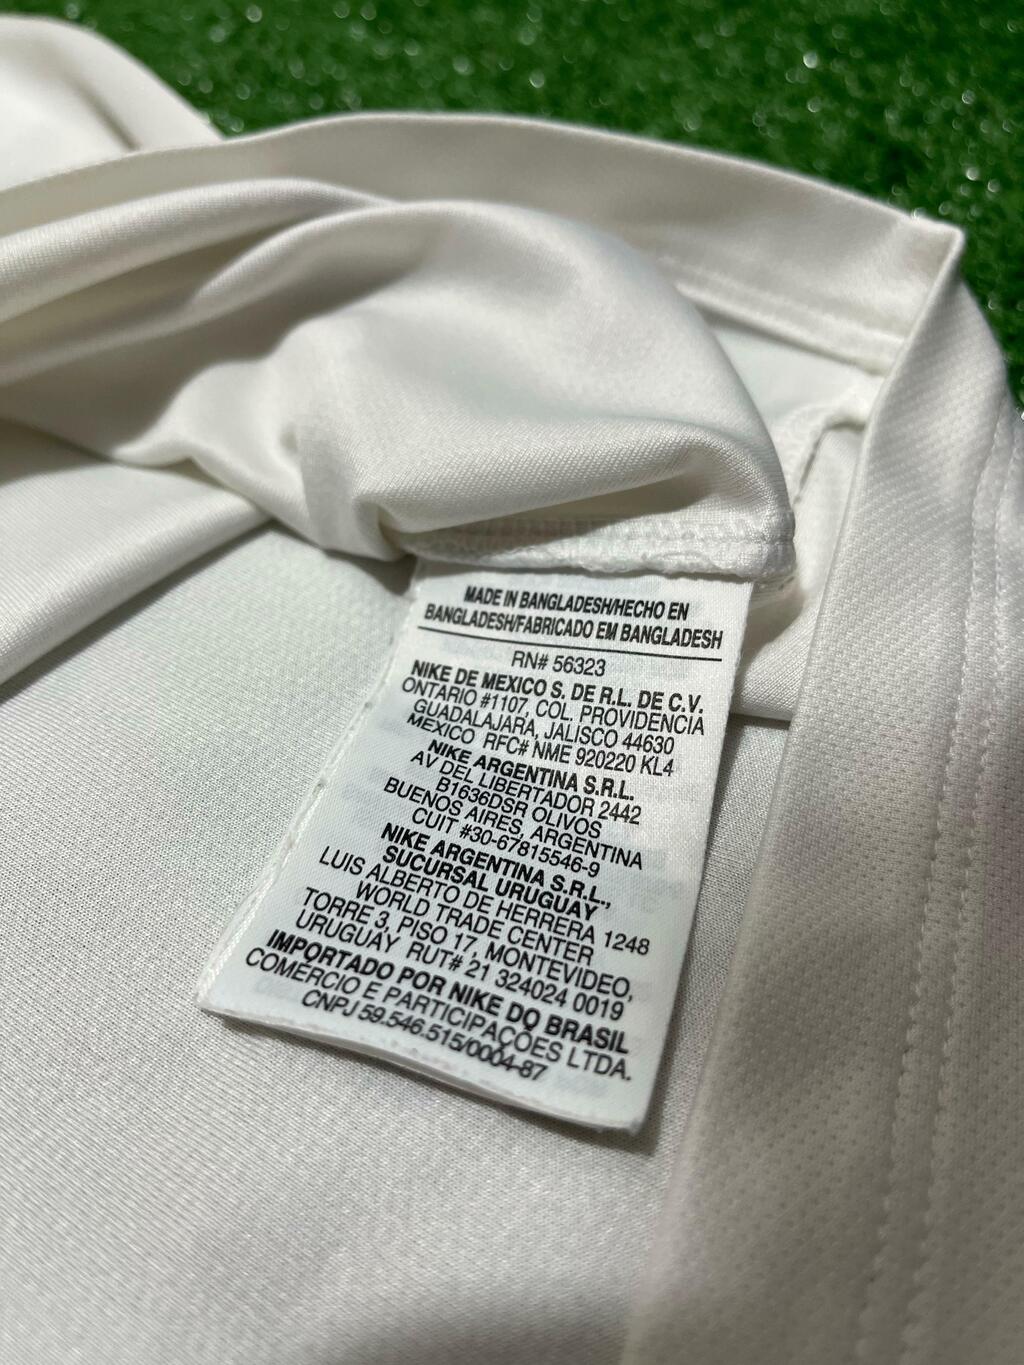 MADE IN BANGLADESH/HECHO EN
BANGLADESH/FABRICADO EM BANGLADESH
RN# 56323
NIKE DE MEXICO S. DE R.L. DE C.V.
ONTARIO #1107, COL. PROVIDENCIA
GUADALAJARA, JALISCO 44630
MEXICO RFC# NME 920220 KL4
NIKE ARGENTINA S.R.L.
AV DEL LIBERTADOR 2442
B1636DSR OLIVOS
BUENOS AIRES, ARGENTINA
CUIT #30-67815546-9
NIKE ARGENTINA S.R.L.,
SUCURSAL URUGUAY
LUIS ALBERTO DE HERRERA 1248
WORLD TRADE CENTER
TORRE 3, PISO 17, MONTEVIDEO,
URUGUAY RUT# 21 324024 0019
IMPORTADO POR NIKE DO BRASIL
COMÉRCIO E PARTICIPAÇÕES LTDA.
CNPJ 59.546.515/0004-87